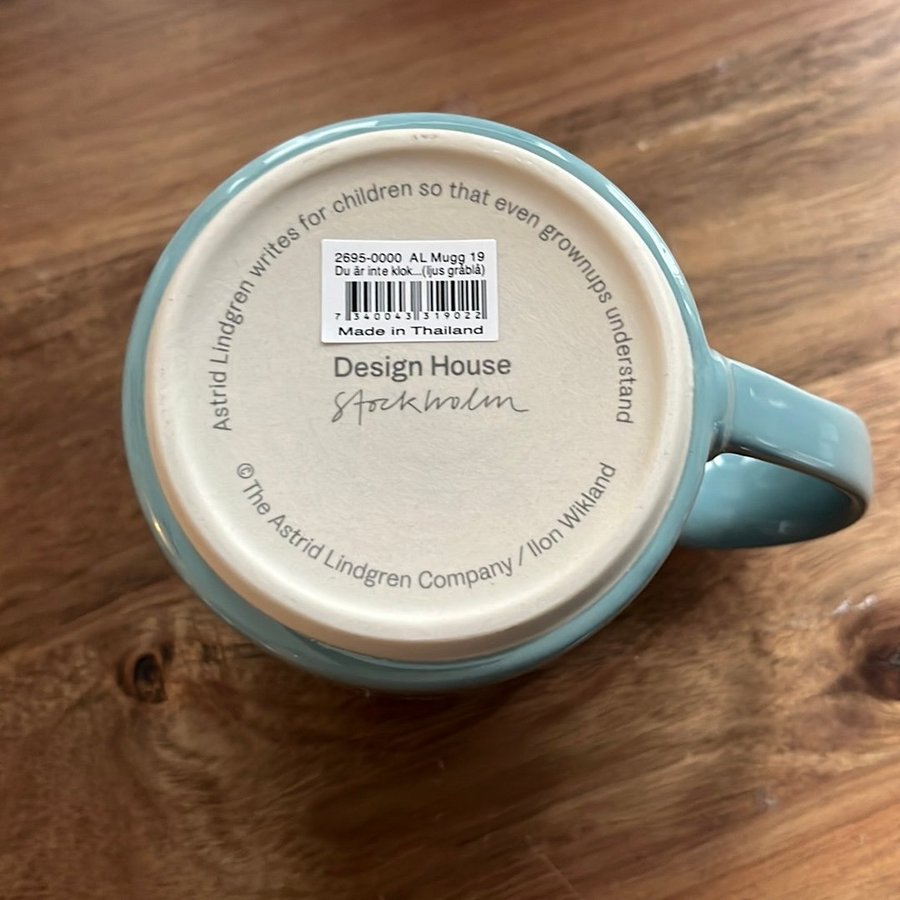 Astrid Lindgren writes for children so that even grownups understand
2695-0000 AL Mugg 19
Du är inte klok...(ljus gråblå)
7 340043 319022
Made in Thailand
Design House
Stockholm
©The Astrid Lindgren Company / Ilon Wikland